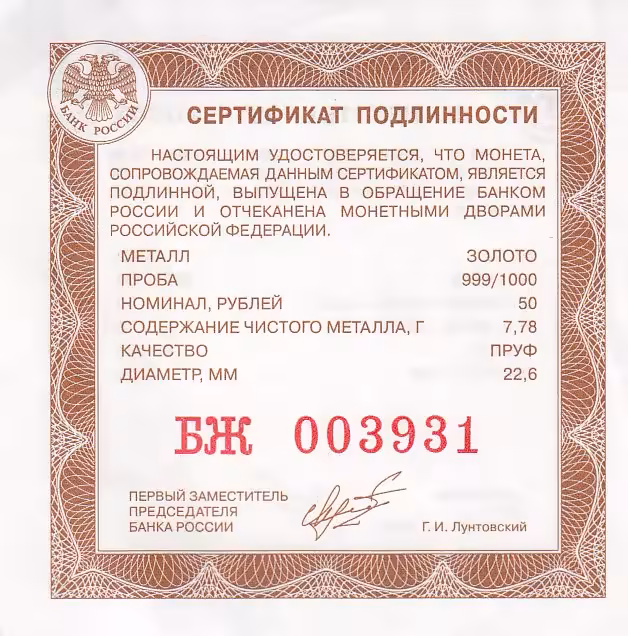 БАНК РОССИИ
СЕРТИФИКАТ ПОДЛИННОСТИ
НАСТОЯЩИМ УДОСТОВЕРЯЕТСЯ, ЧТО МОНЕТА,
СОПРОВОЖДАЕМАЯ ДАННЫМ СЕРТИФИКАТОМ, ЯВЛЯЕТСЯ
ПОДЛИННОЙ, ВЫПУЩЕНА В ОБРАЩЕНИЕ БАНКОМ
РОССИИ И ОТЧЕКАНЕНА МОНЕТНЫМИ ДВОРАМИ
РОССИЙСКОЙ ФЕДЕРАЦИИ.
МЕТАЛЛ ЗОЛОТО
ПРОБА 999/1000
НОМИНАЛ, РУБЛЕЙ 50
СОДЕРЖАНИЕ ЧИСТОГО МЕТАЛЛА, Г 7,78
КАЧЕСТВО ПРУФ
ДИАМЕТР, ММ 22,6
БЖ 003931
ПЕРВЫЙ ЗАМЕСТИТЕЛЬ
ПРЕДСЕДАТЕЛЯ
БАНКА РОССИИ Г. И. Лунтовский